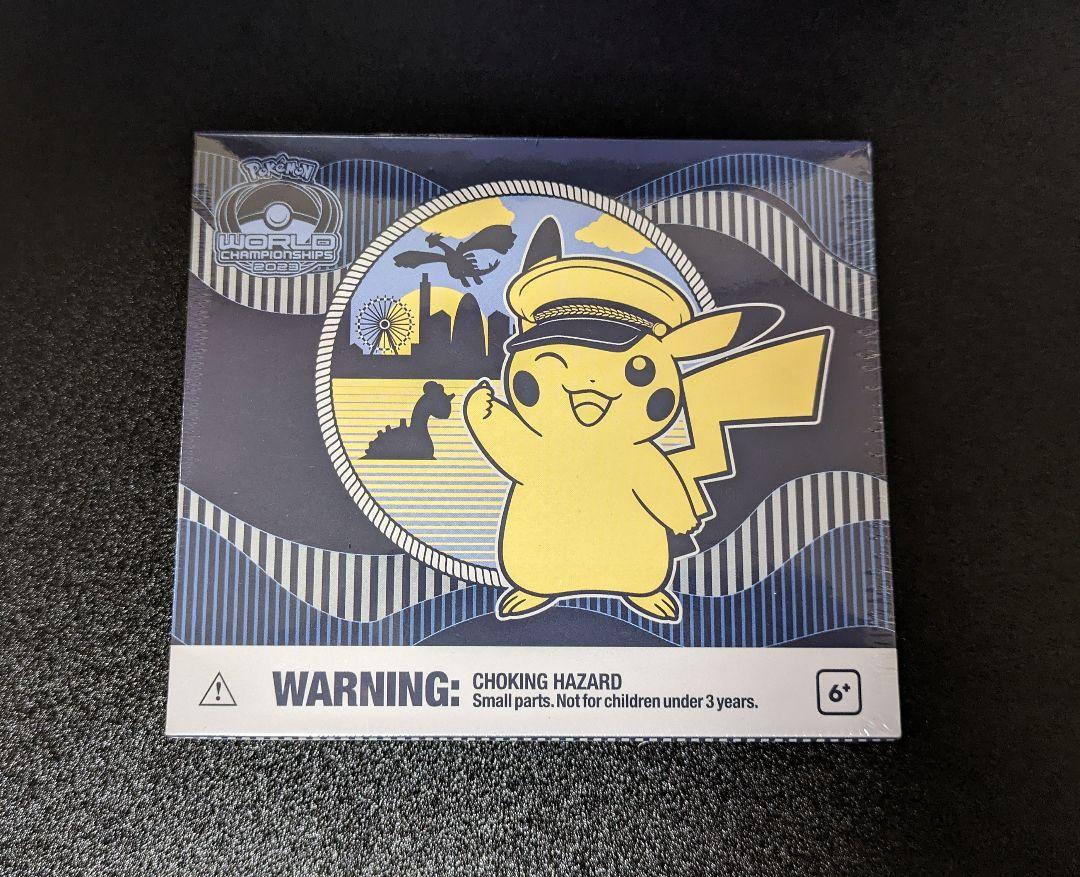 Pokémon
WORLD
CHAMPIONSHIPS
2023
WARNING:
CHOKING HAZARD
Small parts. Not for children under 3 years.
6+